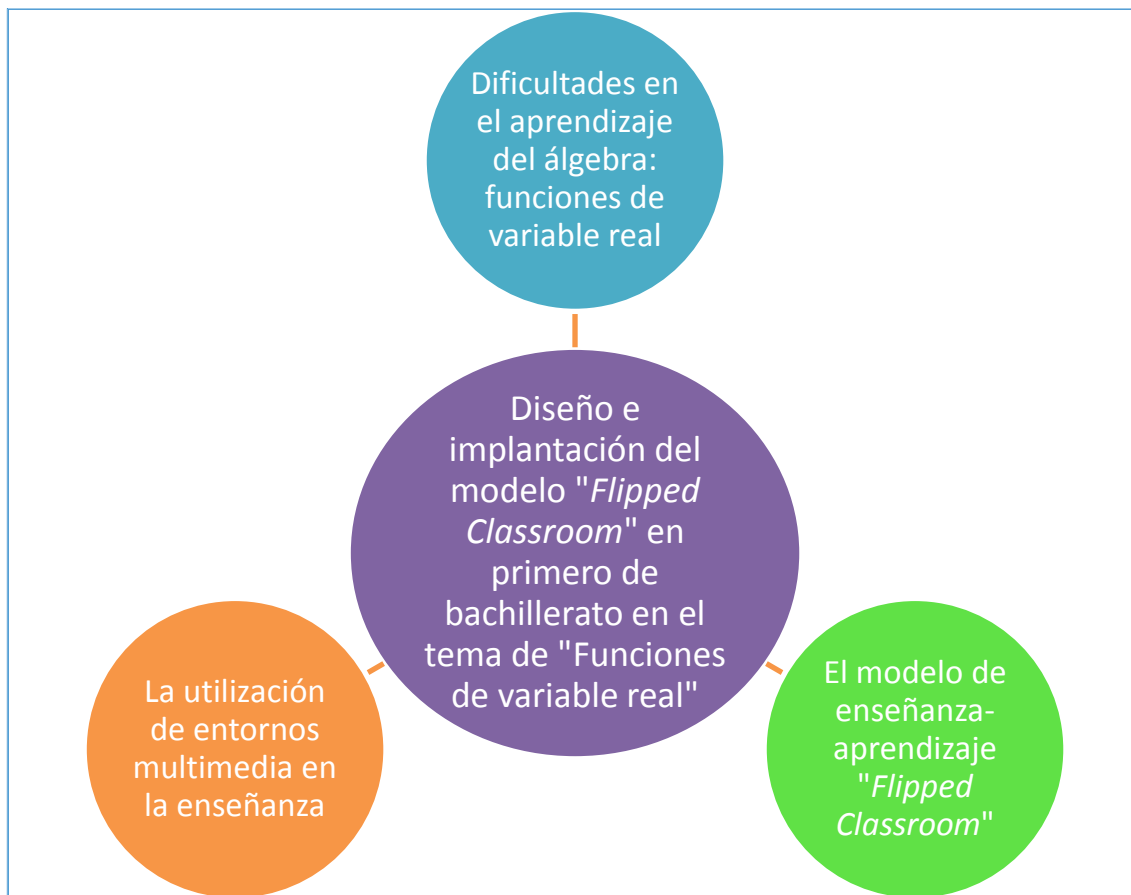 Dificultades en
el aprendizaje
del álgebra:
funciones de
variable real
Diseño e
implantación del
modelo "Flipped
Classroom" en
primero de
bachillerato en el
tema de "Funciones
de variable real"
La utilización
de entornos
multimedia en
la enseñanza
El modelo de
enseñanza-
aprendizaje
"Flipped
Classroom"